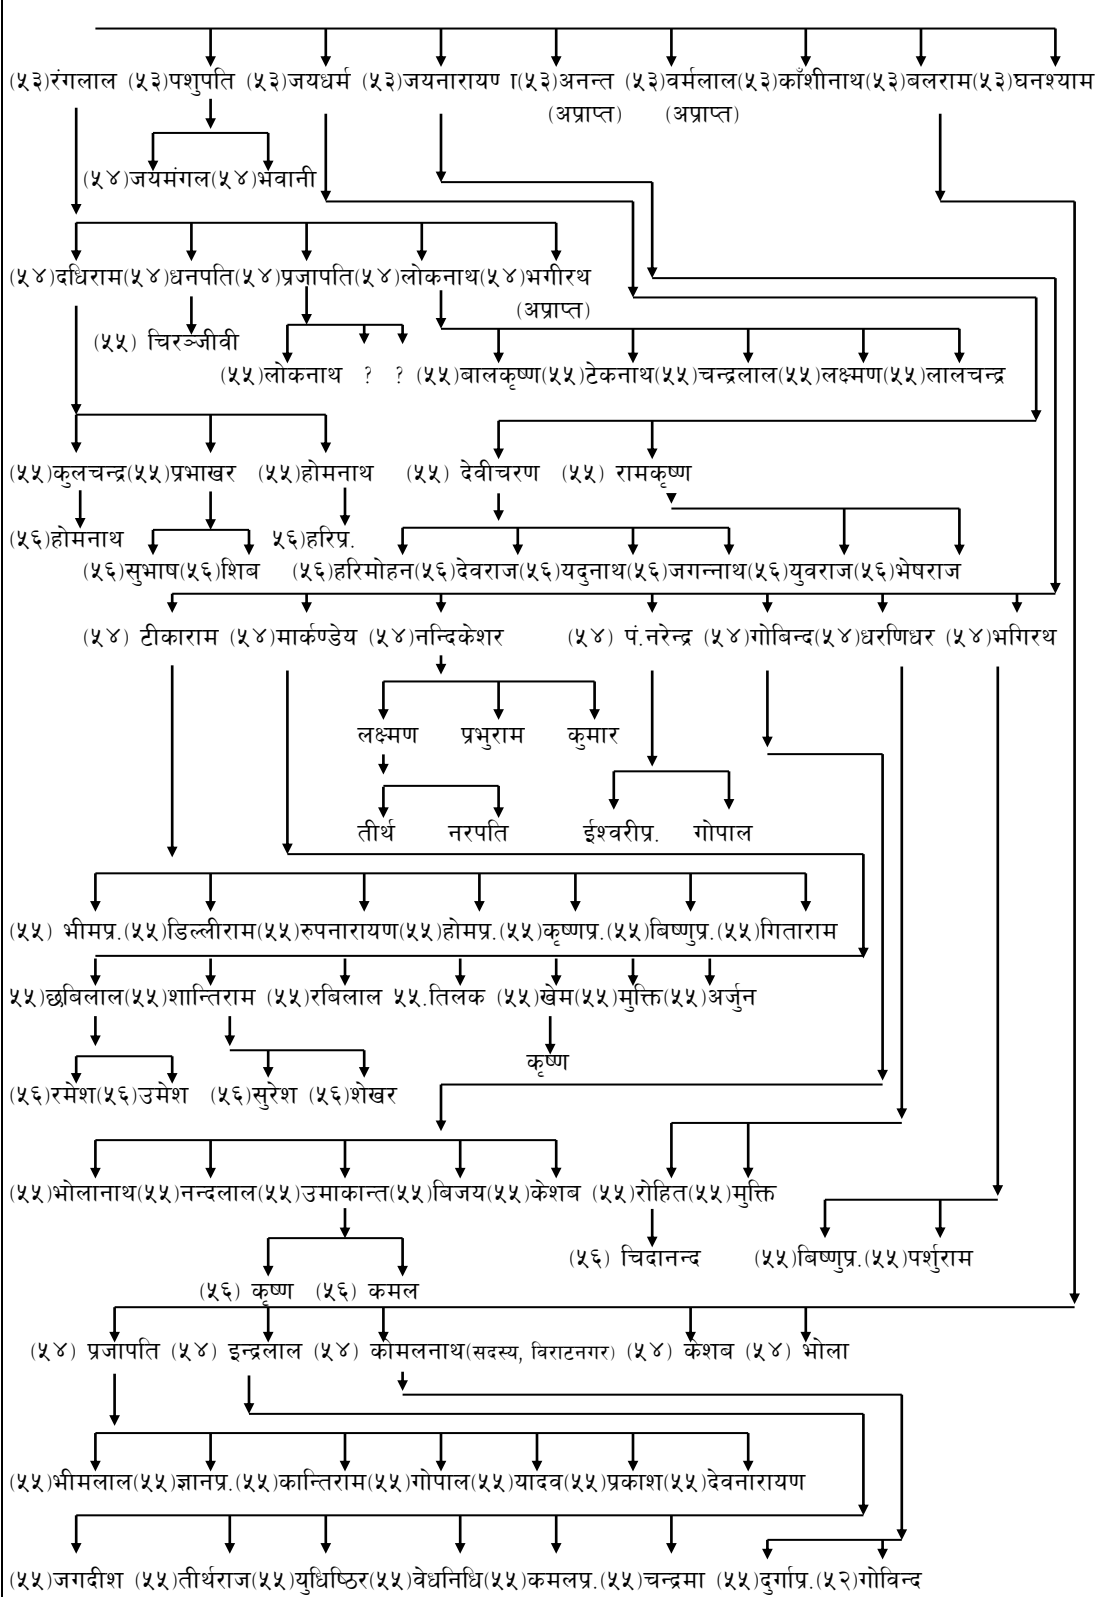 (५३)रंगलाल (५३)पशुपति (५३)जयधर्म (५३)जयनारायण ा(५३)अनन्त (५३)वर्मलाल(५३)काँशीनाथ(५३)बलराम(५३)घनश्याम
(अप्राप्त) (अप्राप्त)
(५४)जयमंगल(५४)भवानी
(५४)दधिराम(५४)धनपति(५४)प्रजापति(५४)लोकनाथ(५४)भगीरथ
(अप्राप्त)
(५५) चिरञ्जीवी
(५५)लोकनाथ ? ? (५५)बालकृष्ण(५५)टेकनाथ(५५)चन्द्रलाल(५५)लक्ष्मण(५५)लालचन्द्र
(५५)कुलचन्द्र(५५)प्रभाखर (५५)होमनाथ (५५) देवीचरण (५५) रामकृष्ण
(५६)होमनाथ ५६)हरिप्र.
(५६)सुभाष(५६)शिब (५६)हरिमोहन(५६)देवराज(५६)यदुनाथ(५६)जगन्नाथ(५६)युवराज(५६)भेषराज
(५४) टीकाराम (५४)मार्कण्डेय (५४)नन्दिकेशर (५४) पं.नरेन्द्र (५४)गोबिन्द(५४)धरणिधर (५४)भगिरथ
लक्ष्मण प्रभुराम कुमार
तीर्थ नरपति ईश्वरीप्र. गोपाल
(५५) भीमप्र.(५५)डिल्लीराम(५५)रुपनारायण(५५)होमप्र.(५५)कृष्णप्र.(५५)बिष्णुप्र.(५५)गिताराम
५५)छबिलाल(५५)शान्तिराम (५५)रबिलाल ५५.तिलक (५५)खेम(५५)मुक्ति(५५)अर्जुन
कृष्ण
(५६)रमेश(५६)उमेश (५६)सुरेश (५६)शेखर
(५५)भोलानाथ(५५)नन्दलाल(५५)उमाकान्त(५५)बिजय(५५)केशब (५५)रोहित(५५)मुक्ति
(५६) चिदानन्द (५५)बिष्णुप्र.(५५)पर्शुराम
(५६) कृष्ण (५६) कमल
(५४) प्रजापति (५४) इन्द्रलाल (५४) कोमलनाथ(सदस्य, विराटनगर) (५४) केशब (५४) भोला
(५५)भीमलाल(५५)ज्ञानप्र.(५५)कान्तिराम(५५)गोपाल(५५)यादव(५५)प्रकाश(५५)देवनारायण
(५५)जगदीश (५५)तीर्थराज(५५)युधिष्ठिर(५५)वेधनिधि(५५)कमलप्र.(५५)चन्द्रमा (५५)दुर्गाप्र.(५२)गोविन्द